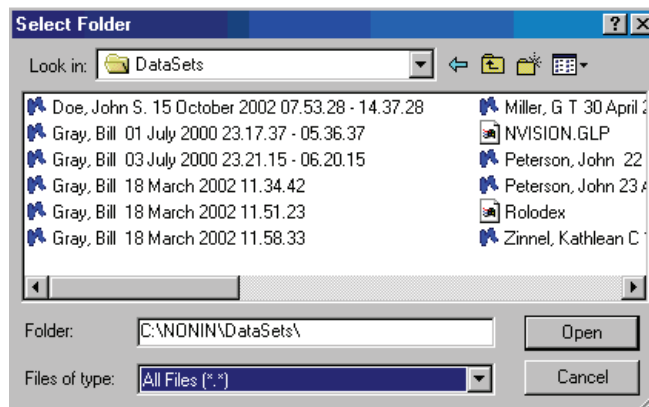 Select Folder
Look in: DataSets
Doe, John S. 15 October 2002 07.53.28 - 14.37.28
Gray, Bill 01 July 2000 23.17.37 - 05.36.37
Gray, Bill 03 July 2000 23.21.15 - 06.20.15
Gray, Bill 18 March 2002 11.34.42
Gray, Bill 18 March 2002 11.51.23
Gray, Bill 18 March 2002 11.58.33
Miller, G T 30 April
NVISION.GLP
Peterson, John 22
Peterson, John 23
Rolodex
Zinnel, Kathlean C
Folder: C:\NONIN\DataSets\
Open
Files of type: All Files (*.*)
Cancel